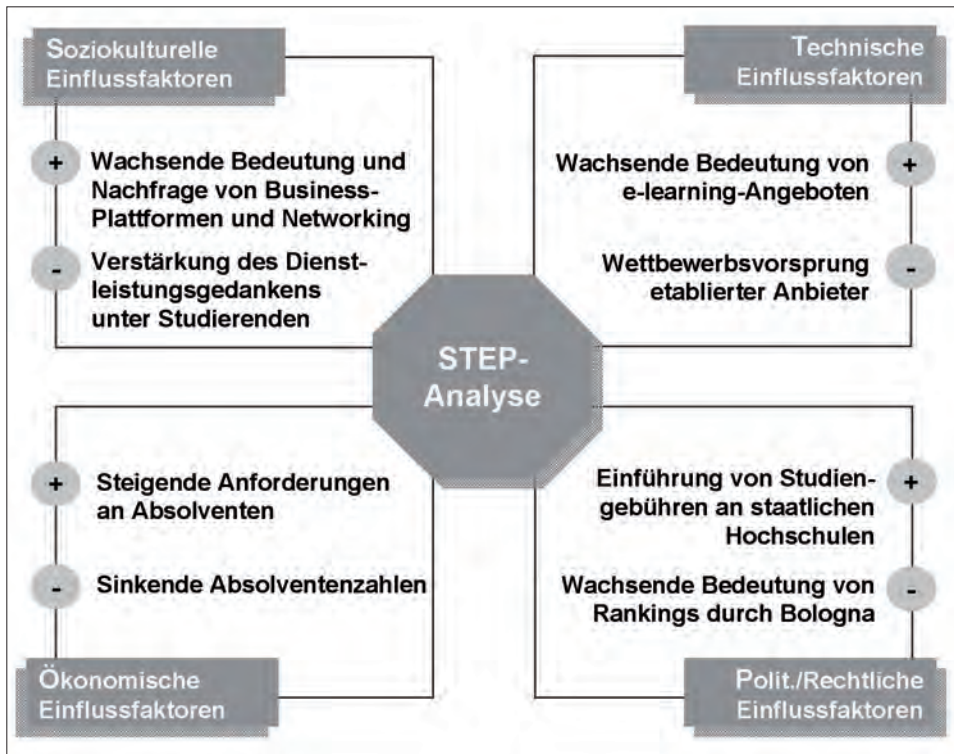 Soziokulturelle
Einflussfaktoren
+
Wachsende Bedeutung und
Nachfrage von Business-
Plattformen und Networking
-
Verstärkung des Dienst-
leistungsgedankens
unter Studierenden
Technische
Einflussfaktoren
Wachsende Bedeutung von
e-learning-Angeboten
+
Wettbewerbsvorsprung
etablierter Anbieter
-
STEP-
Analyse
+
Steigende Anforderungen
an Absolventen
-
Sinkende Absolventenzahlen
Ökonomische
Einflussfaktoren
Einführung von Studien-
gebühren an staatlichen
Hochschulen
+
Wachsende Bedeutung von
Rankings durch Bologna
-
Polit./Rechtliche
Einflussfaktoren